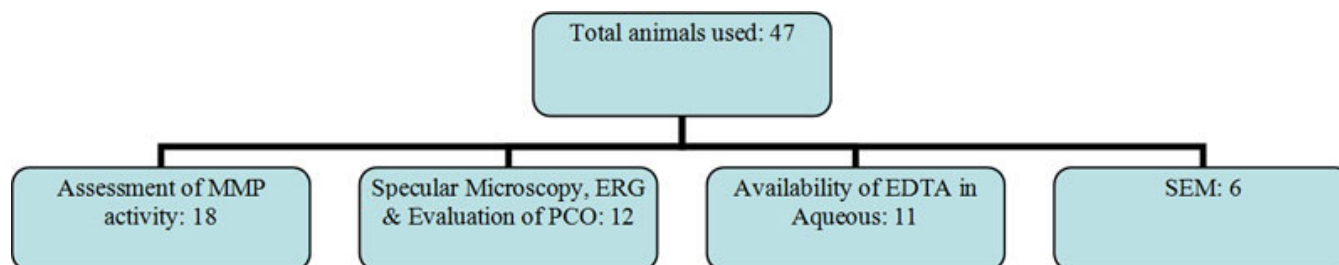 Total animals used: 47
Assessment of MMP
activity: 18
Specular Microscopy, ERG
& Evaluation of PCO: 12
Availability of EDTA in
Aqueous: 11
SEM: 6